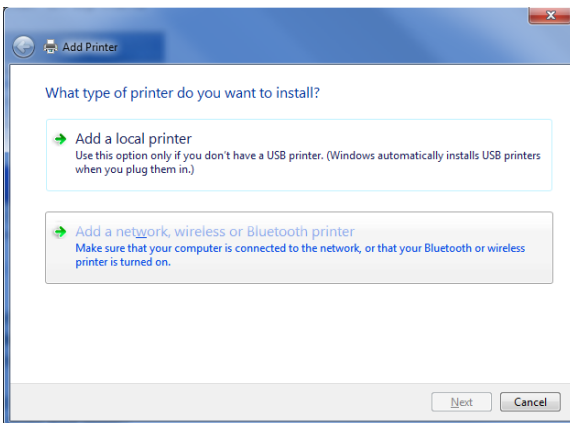 Add Printer
What type of printer do you want to install?
Add a local printer
Use this option only if you don't have a USB printer. (Windows automatically installs USB printers
when you plug them in.)
Add a network, wireless or Bluetooth printer
Make sure that your computer is connected to the network, or that your Bluetooth or wireless
printer is turned on.
Next Cancel